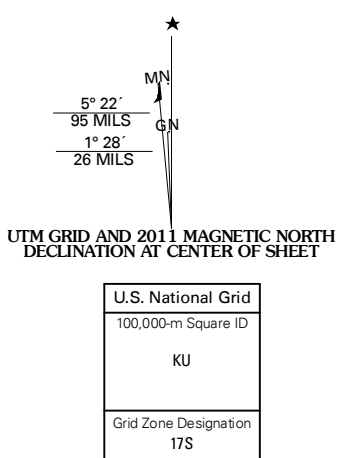 MN
5° 22´
95 MILS
GN
1° 28´
26 MILS
UTM GRID AND 2011 MAGNETIC NORTH
DECLINATION AT CENTER OF SHEET
U.S. National Grid
100,000-m Square ID
KU
Grid Zone Designation
17S